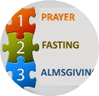 1 PRAYER
2 FASTING
3 ALMSGIVING